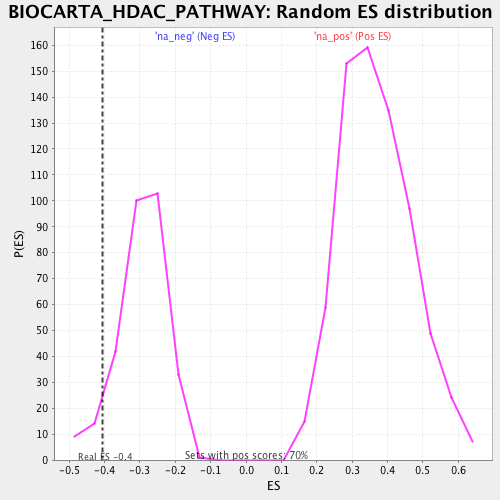 BIOCARTA_HDAC_PATHWAY: Random ES distribution
'na_neg' (Neg ES) 'na_pos' (Pos ES)
160
150
140
130
120
110
100
90
80
70
60
50
40
30
20
10
0
P(ES)
Real ES -0.4 Sets with pos scores: 70%
-0.5 -0.4 -0.3 -0.2 -0.1 0.0 0.1 0.2 0.3 0.4 0.5 0.6
ES